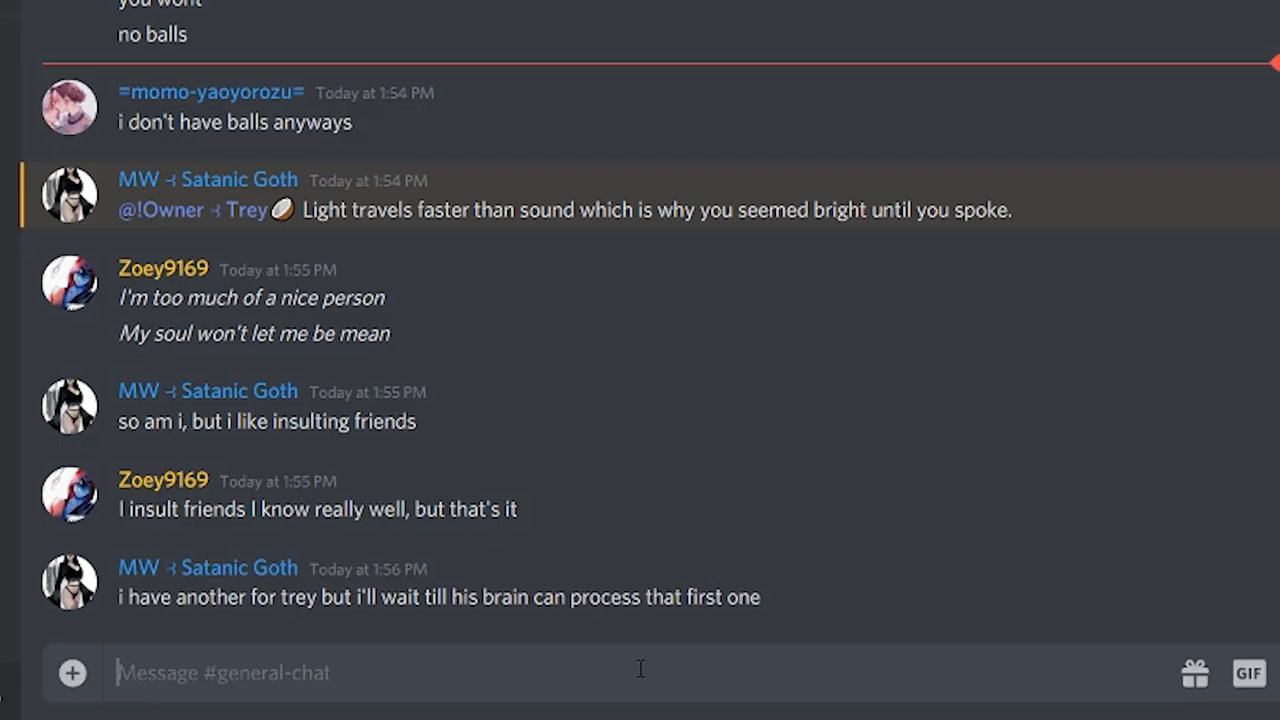 you wont
no balls
=momo-yaoyorozu= Today at 1:54 PM
i don't have balls anyways
MW ⊰ Satanic Goth Today at 1:54 PM
@!Owner ⊰ Trey🥥 Light travels faster than sound which is why you seemed bright until you spoke.
Zoey9169 Today at 1:55 PM
I'm too much of a nice person
My soul won't let me be mean
MW ⊰ Satanic Goth Today at 1:55 PM
so am i, but i like insulting friends
Zoey9169 Today at 1:55 PM
I insult friends I know really well, but that's it
MW ⊰ Satanic Goth Today at 1:56 PM
i have another for trey but i'll wait till his brain can process that first one
Message #general-chat
GIF